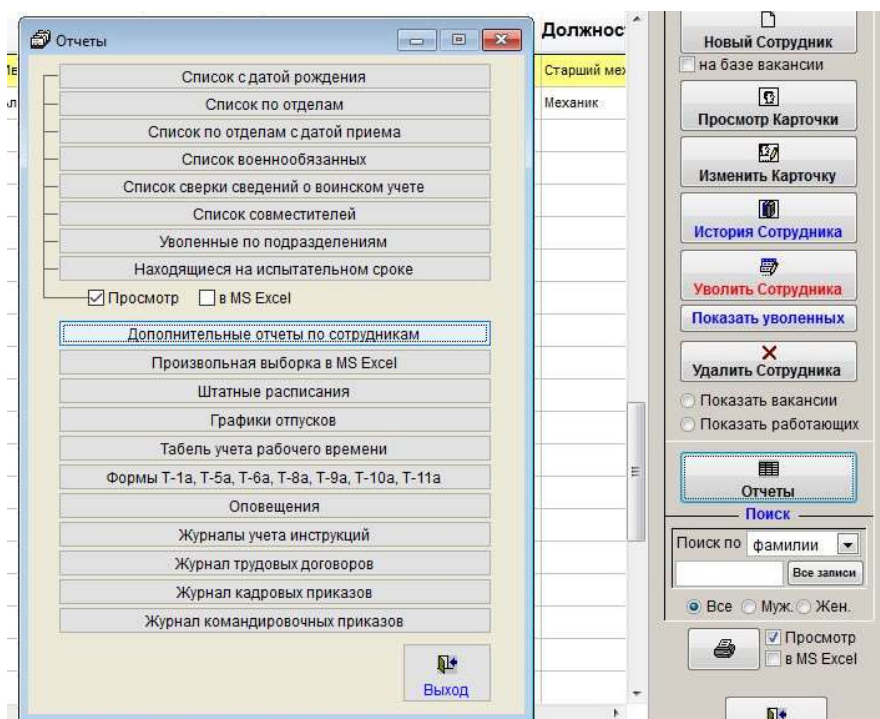 Отчеты
Список с датой рождения
Список по отделам
Список по отделам с датой приема
Список военнообязанных
Список сверки сведений о воинском учете
Список совместителей
Уволенные по подразделениям
Находящиеся на испытательном сроке
Просмотр в MS Excel
Дополнительные отчеты по сотрудникам
Произвольная выборка в MS Excel
Штатные расписания
Графики отпусков
Табель учета рабочего времени
Формы Т-1а, Т-5а, Т-6а, Т-8а, Т-9а, Т-10а, Т-11а
Оповещения
Журналы учета инструкций
Журнал трудовых договоров
Журнал кадровых приказов
Журнал командировочных приказов
Выход
Должнос
Старший мех
Механик
Новый Сотрудник
на базе вакансии
Просмотр Карточки
Изменить Карточку
История Сотрудника
Уволить Сотрудника
Показать уволенных
Удалить Сотрудника
Показать вакансии
Показать работающих
Отчеты
Поиск
Поиск по фамилии
Все записи
Все Муж. Жен.
Просмотр
в MS Excel